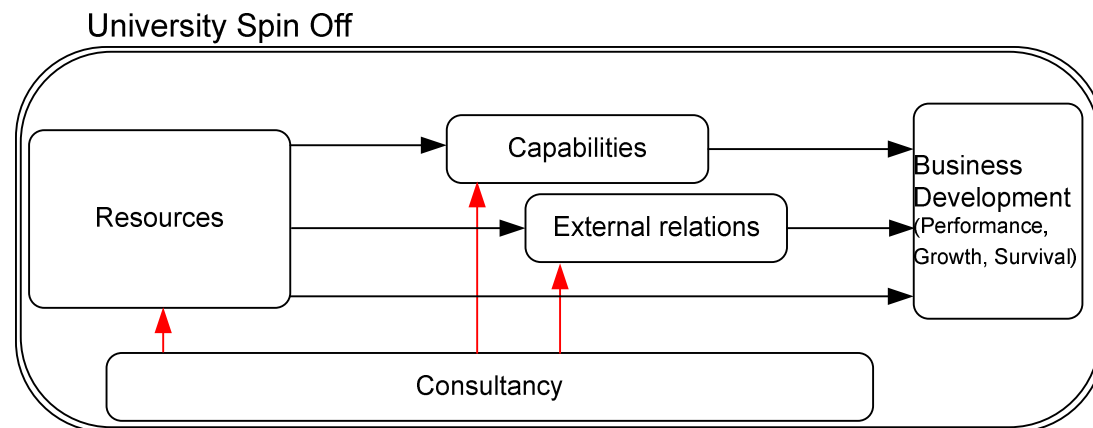 University Spin Off
Capabilities
Resources
External relations
Business
Development
(Performance,
Growth, Survival)
Consultancy